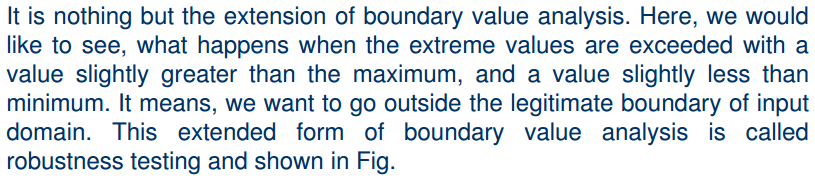 It is nothing but the extension of boundary value analysis. Here, we would
like to see, what happens when the extreme values are exceeded with a
value slightly greater than the maximum, and a value slightly less than
minimum. It means, we want to go outside the legitimate boundary of input
domain. This extended form of boundary value analysis is called
robustness testing and shown in Fig.